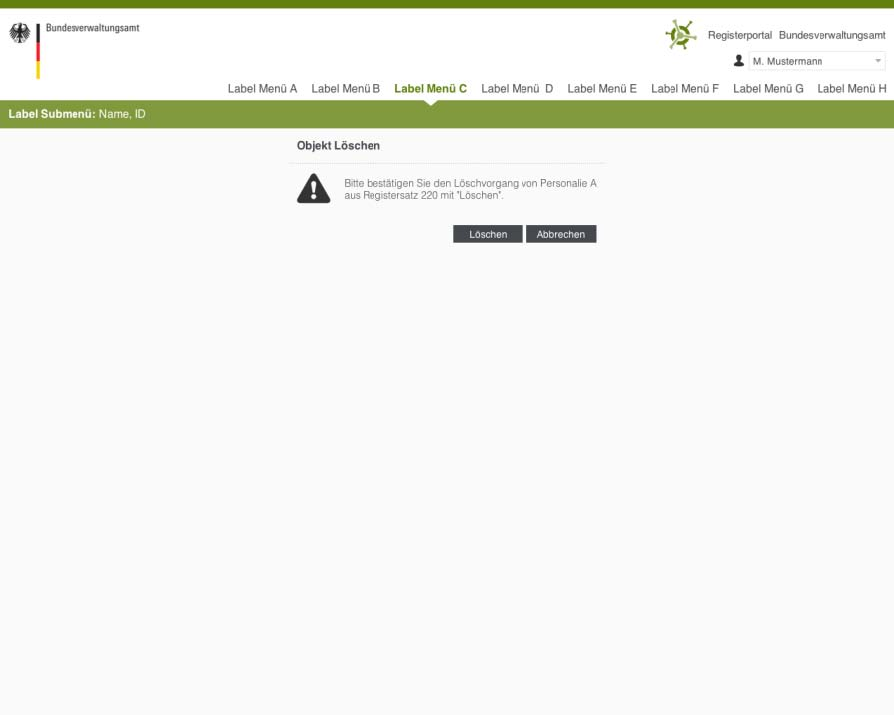 Bundesverwaltungsamt
Registerportal Bundesverwaltungsamt
M. Mustermann
Label Menü A Label Menü B Label Menü C Label Menü D Label Menü E Label Menü F Label Menü G Label Menü H
Label Submenü: Name, ID
Objekt Löschen
Bitte bestätigen Sie den Löschvorgang von Personalie A
aus Registersatz 220 mit "Löschen".
Löschen Abbrechen